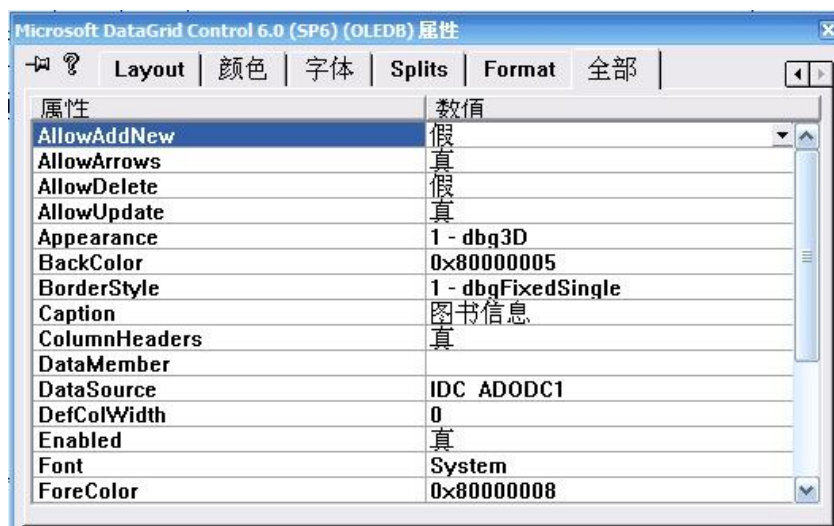 Microsoft DataGrid Control 6.0 (SP6) (OLEDB) 属性
Layout 颜色 字体 Splits Format 全部
属性 数值
AllowAddNew 假
AllowArrows 真
AllowDelete 假
AllowUpdate 真
Appearance 1 - dbg3D
BackColor 0x80000005
BorderStyle 1 - dbgFixedSingle
Caption 图书信息
ColumnHeaders 真
DataMember
DataSource IDC_ADODC1
DefColWidth 0
Enabled 真
Font System
ForeColor 0x80000008